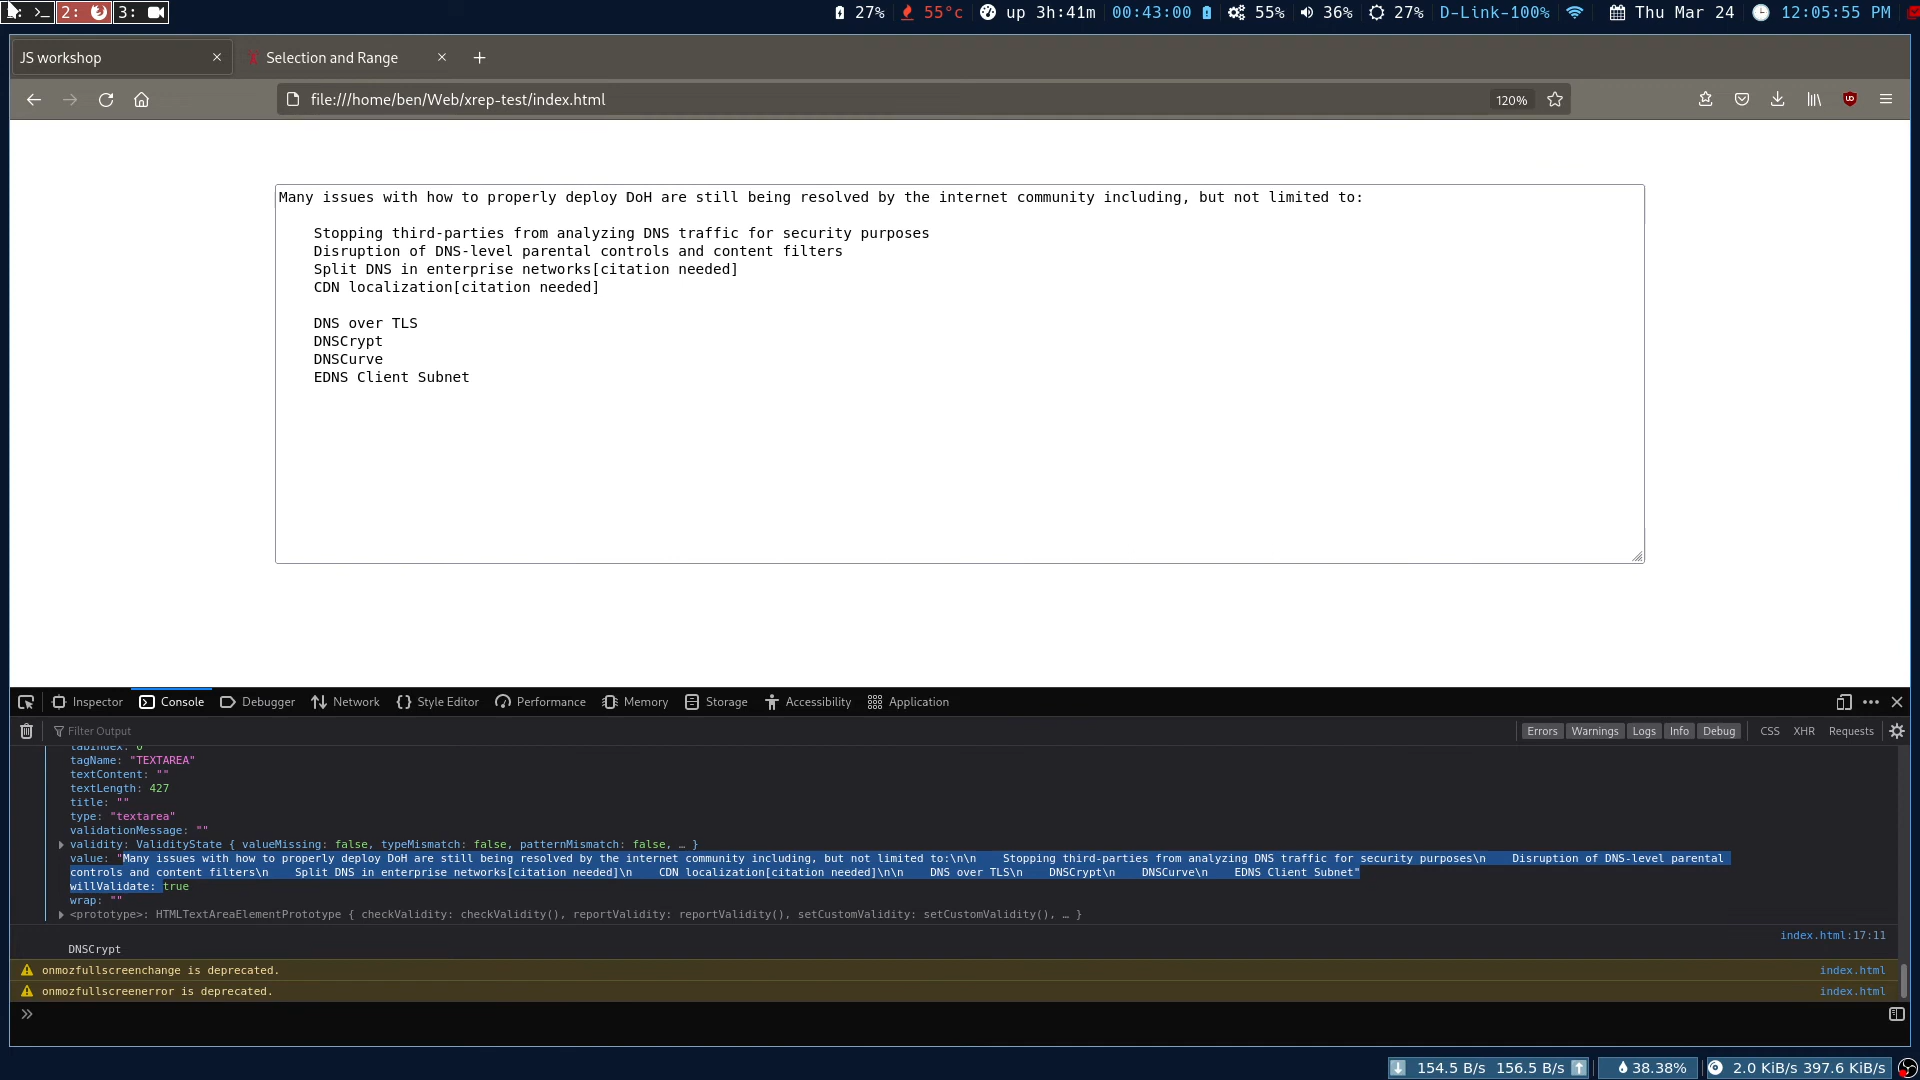 1: >_ 2: 3: 27% 55°c up 3h:41m 00:43:00 55% 36% 27% D-Link-100% Thu Mar 24 12:05:55 PM
JS workshop Selection and Range
file:///home/ben/Web/xrep-test/index.html 120%
Many issues with how to properly deploy DoH are still being resolved by the internet community including, but not limited to:
Stopping third-parties from analyzing DNS traffic for security purposes
Disruption of DNS-level parental controls and content filters
Split DNS in enterprise networks[citation needed]
CDN localization[citation needed]
DNS over TLS
DNSCrypt
DNSCurve
EDNS Client Subnet
Inspector Console Debugger Network Style Editor Performance Memory Storage Accessibility Application
Filter Output Errors Warnings Logs Info Debug CSS XHR Requests
tabIndex: 0
tagName: "TEXTAREA"
textContent: ""
textLength: 427
title: ""
type: "textarea"
validationMessage: ""
validity: ValidityState { valueMissing: false, typeMismatch: false, patternMismatch: false, … }
value: "Many issues with how to properly deploy DoH are still being resolved by the internet community including, but not limited to:\n\n    Stopping third-parties from analyzing DNS traffic for security purposes\n    Disruption of DNS-level parental
controls and content filters\n    Split DNS in enterprise networks[citation needed]\n    CDN localization[citation needed]\n\n    DNS over TLS\n    DNSCrypt\n    DNSCurve\n    EDNS Client Subnet"
willValidate: true
wrap: ""
<prototype>: HTMLTextAreaElementPrototype { checkValidity: checkValidity(), reportValidity: reportValidity(), setCustomValidity: setCustomValidity(), … }
index.html:17:11
DNSCrypt
onmozfullscreenchange is deprecated. index.html
onmozfullscreenerror is deprecated. index.html
»
154.5 B/s 156.5 B/s 38.38% 2.0 KiB/s 397.6 KiB/s